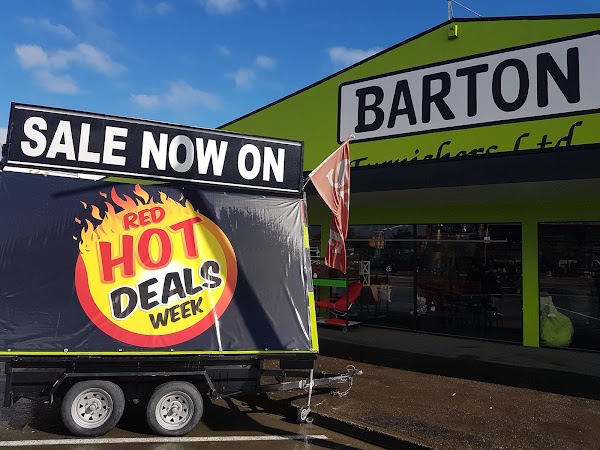 SALE NOW ON
RED
HOT
DEALS
WEEK
BARTON
Furnishers Ltd